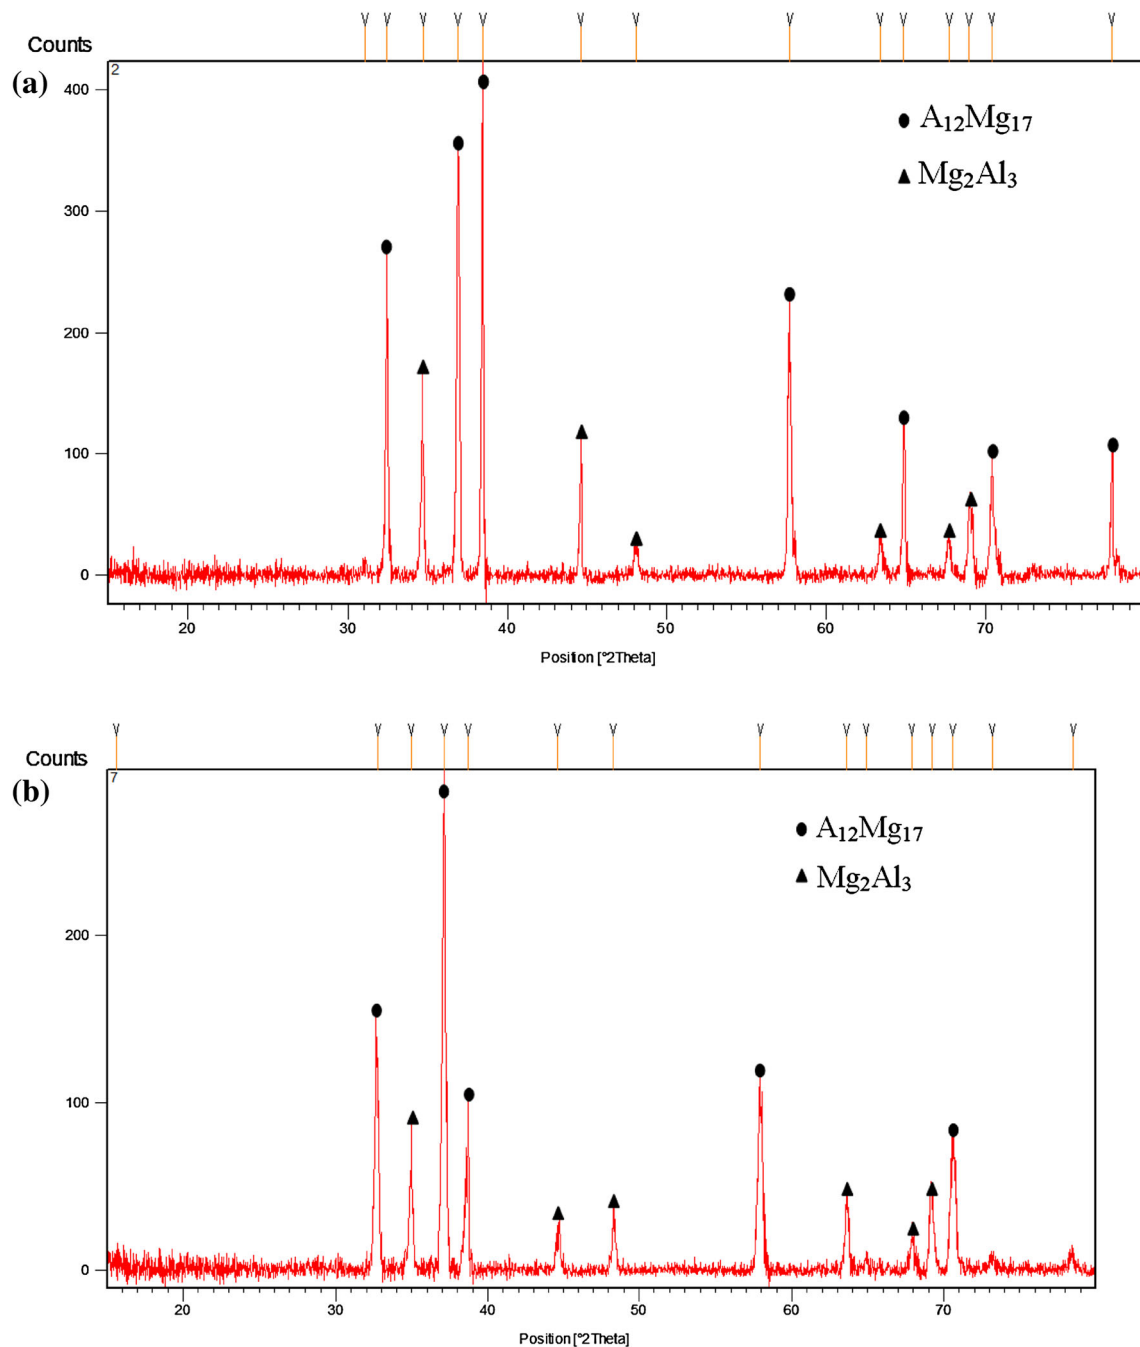 Counts
(a)
2
400
300
200
100
0
A₁₂Mg₁₇
Mg₂Al₃
20 30 40 50 60 70
Position [°2Theta]
Counts
(b)
7
200
100
0
A₁₂Mg₁₇
Mg₂Al₃
20 30 40 50 60 70
Position [°2Theta]